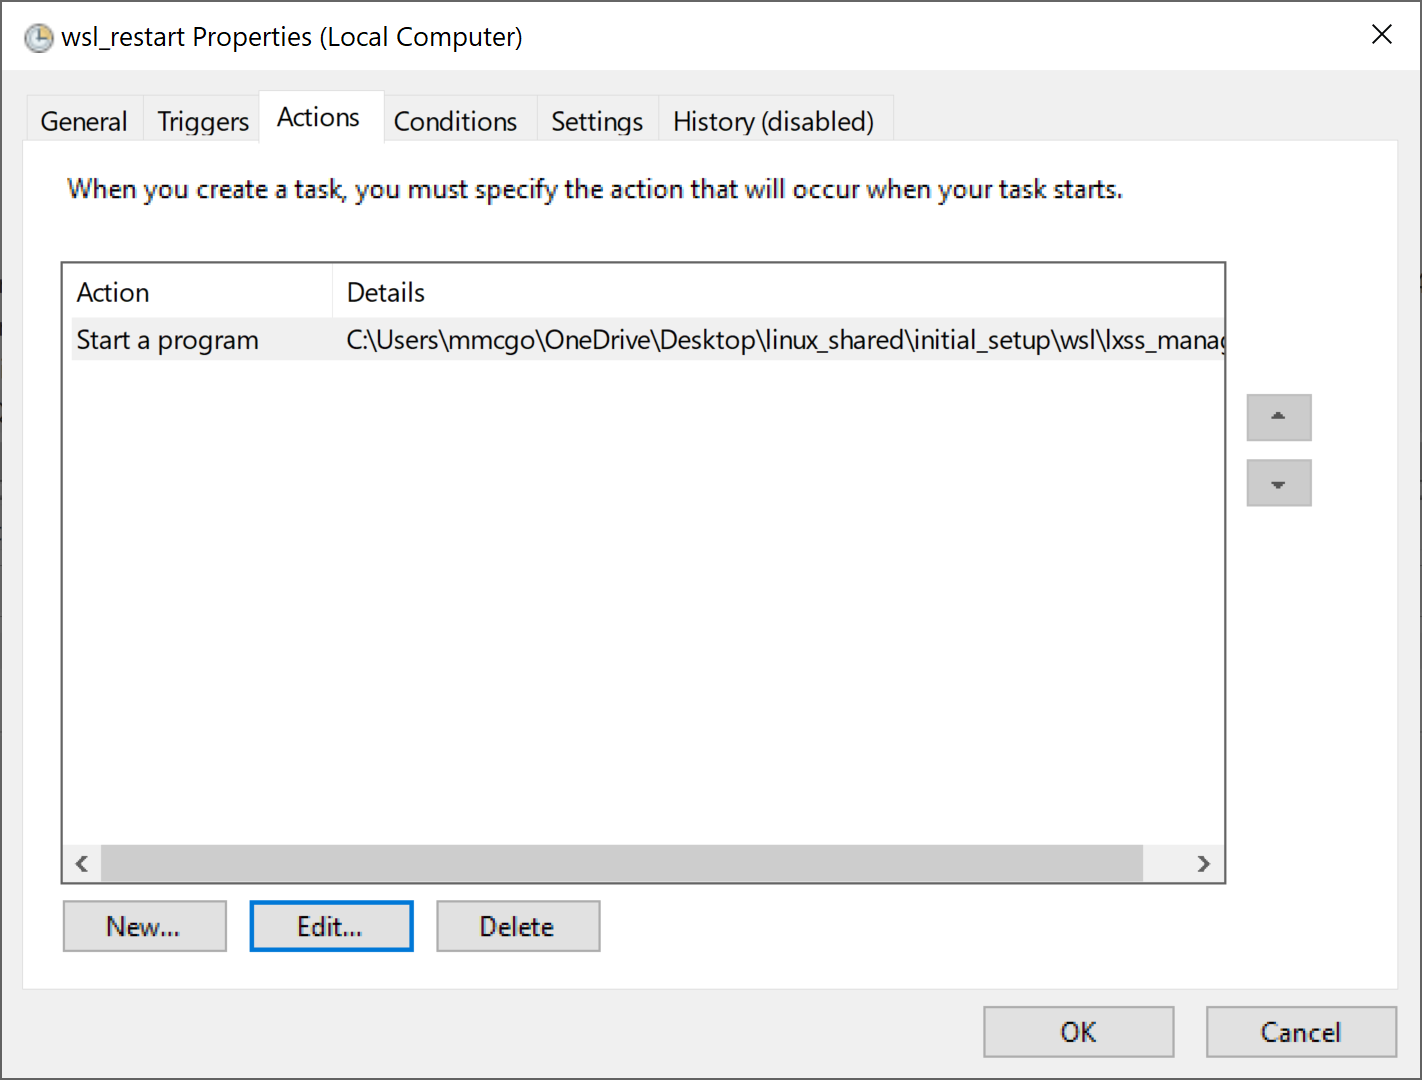 wsl_restart Properties (Local Computer)
General Triggers Actions Conditions Settings History (disabled)
When you create a task, you must specify the action that will occur when your task starts.
Action Details
Start a program C:\Users\mmcgo\OneDrive\Desktop\linux_shared\initial_setup\wsl\lxss_manag
New... Edit... Delete
OK Cancel